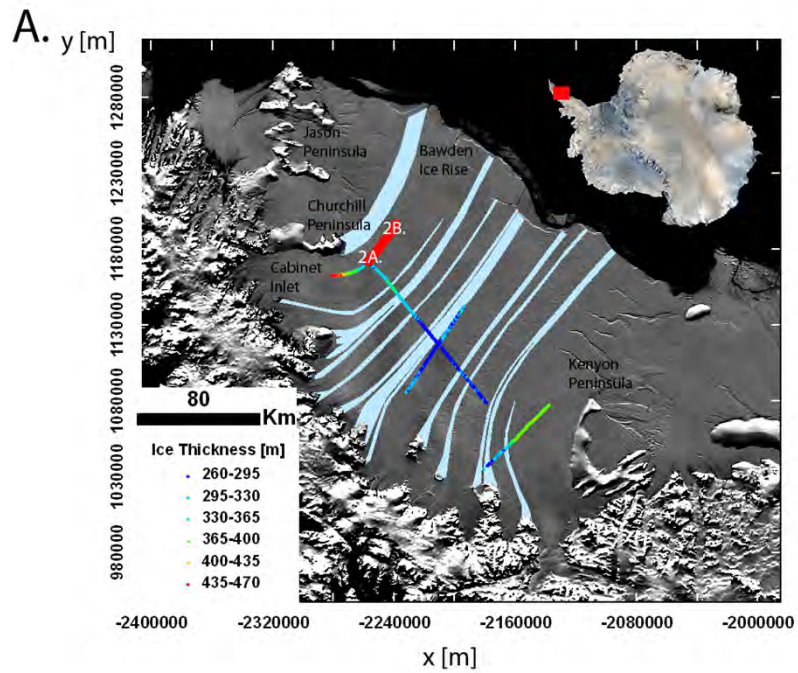 A.
y [m]
1280000
1230000
1180000
1130000
1080000
1030000
980000
Jason
Peninsula
Bawden
Ice Rise
Churchill
Peninsula
2B.
2A.
Cabinet
Inlet
Kenyon
Peninsula
80
Km
Ice Thickness [m]
260-295
295-330
330-365
365-400
400-435
435-470
-2400000 -2320000 -2240000 -2160000 -2080000 -2000000
x [m]